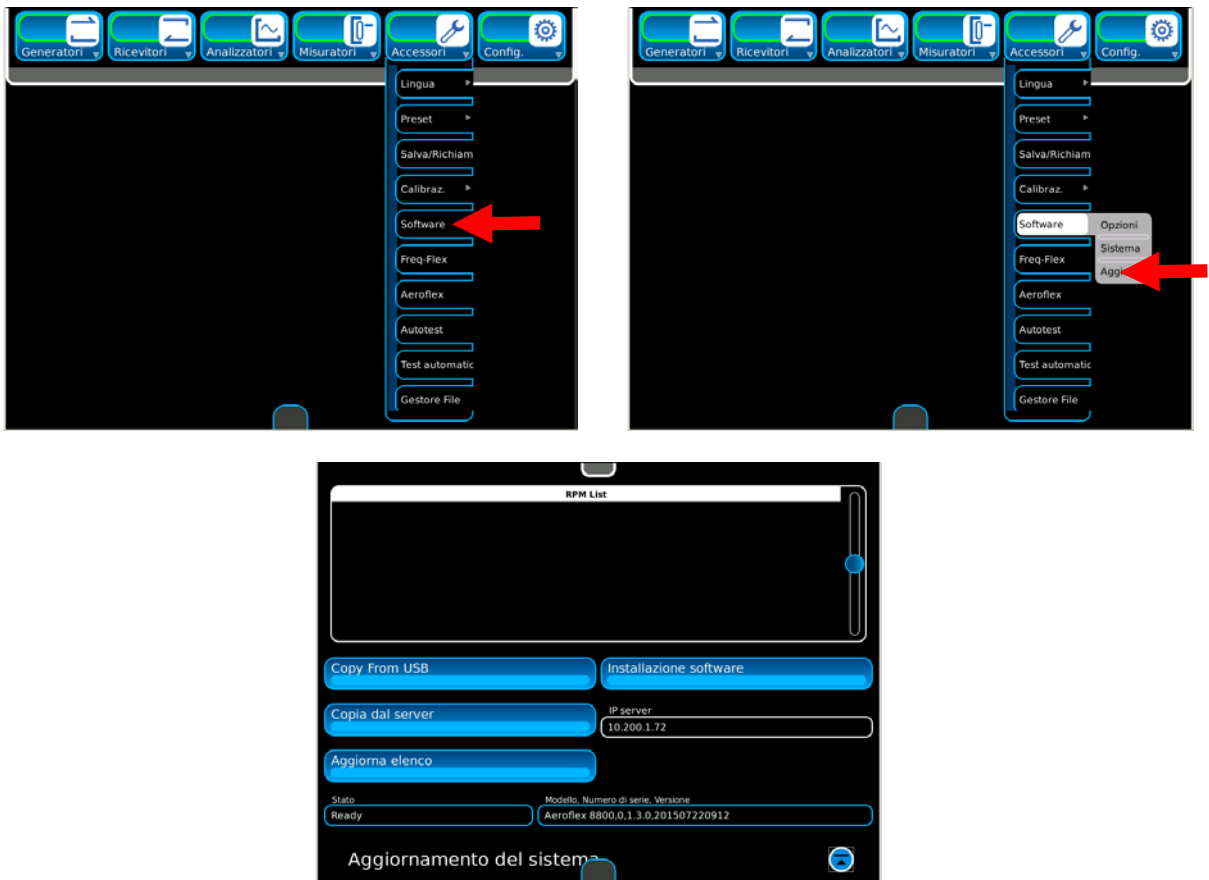 Generatori Ricevitori Analizzatori Misuratori Accessori Config.
Lingua
Preset
Salva/Richiam
Calibraz.
Software
Freq-Flex
Aeroflex
Autotest
Test automatic
Gestore File
Generatori Ricevitori Analizzatori Misuratori Accessori Config.
Lingua
Preset
Salva/Richiam
Calibraz.
Software
Opzioni
Sistema
Freq-Flex
Aeroflex
Autotest
Test automatic
Gestore File
RPM List
Copy From USB
Installazione software
Copia dal server
IP server
10.200.1.72
Aggiorna elenco
Stato
Ready
Modello, Numero di serie, Versione
Aeroflex 8800,0,1.3.0,201507220912
Aggiornamento del sistema